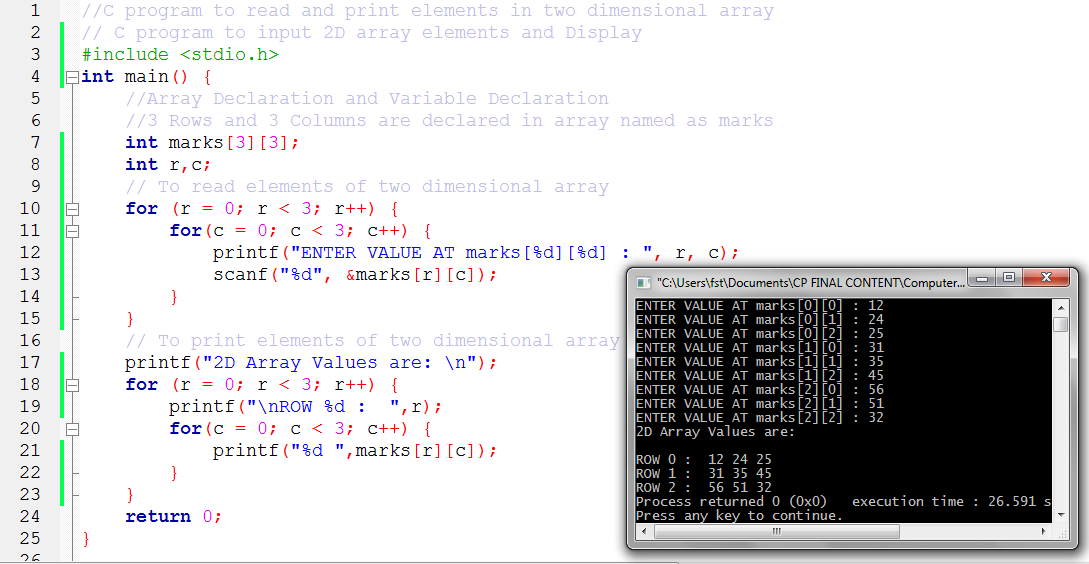 1 //C program to read and print elements in two dimensional array
2 // C program to input 2D array elements and Display
3 #include <stdio.h>
4 int main() {
5 //Array Declaration and Variable Declaration
6 //3 Rows and 3 Columns are declared in array named as marks
7 int marks[3][3];
8 int r,c;
9 // To read elements of two dimensional array
10 for (r = 0; r < 3; r++) {
11 for(c = 0; c < 3; c++) {
12 printf("ENTER VALUE AT marks[%d][%d] : ", r, c);
13 scanf("%d", &marks[r][c]);
14 }
15 }
16 // To print elements of two dimensional array
17 printf("2D Array Values are: \n");
18 for (r = 0; r < 3; r++) {
19 printf("\nROW %d :  ",r);
20 for(c = 0; c < 3; c++) {
21 printf("%d ",marks[r][c]);
22 }
23 }
24 return 0;
25 }
26
"C:\Users\fst\Documents\CP FINAL CONTENT\Computer...
ENTER VALUE AT marks[0][0] : 12
ENTER VALUE AT marks[0][1] : 24
ENTER VALUE AT marks[0][2] : 25
ENTER VALUE AT marks[1][0] : 31
ENTER VALUE AT marks[1][1] : 35
ENTER VALUE AT marks[1][2] : 45
ENTER VALUE AT marks[2][0] : 56
ENTER VALUE AT marks[2][1] : 51
ENTER VALUE AT marks[2][2] : 32
2D Array Values are:
ROW 0 :  12 24 25
ROW 1 :  31 35 45
ROW 2 :  56 51 32
Process returned 0 (0x0)   execution time : 26.591 s
Press any key to continue.